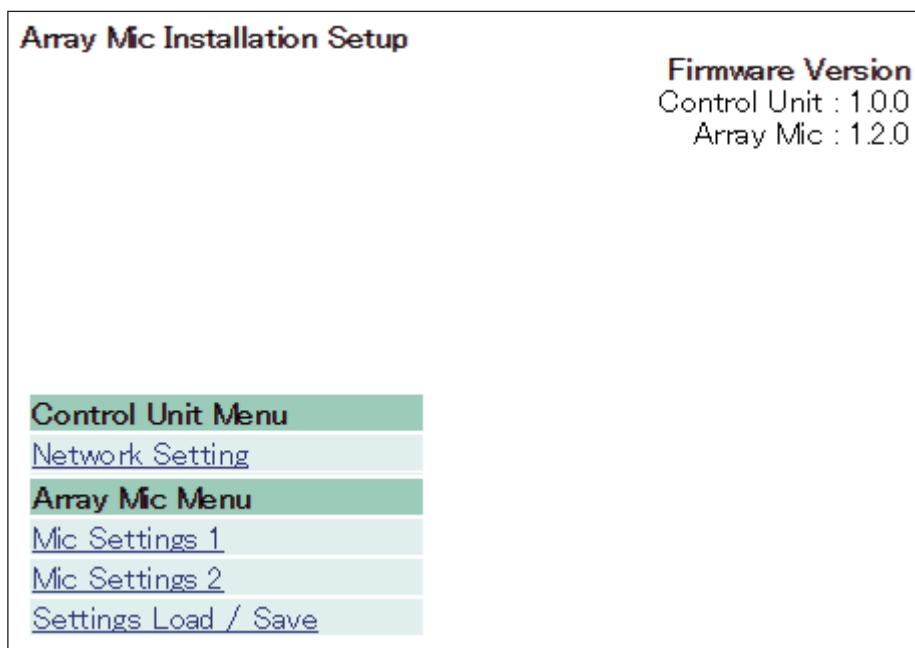 Array Mic Installation Setup
Firmware Version
Control Unit : 1.0.0
Array Mic : 1.2.0
Control Unit Menu
Network Setting
Array Mic Menu
Mic Settings 1
Mic Settings 2
Settings Load / Save